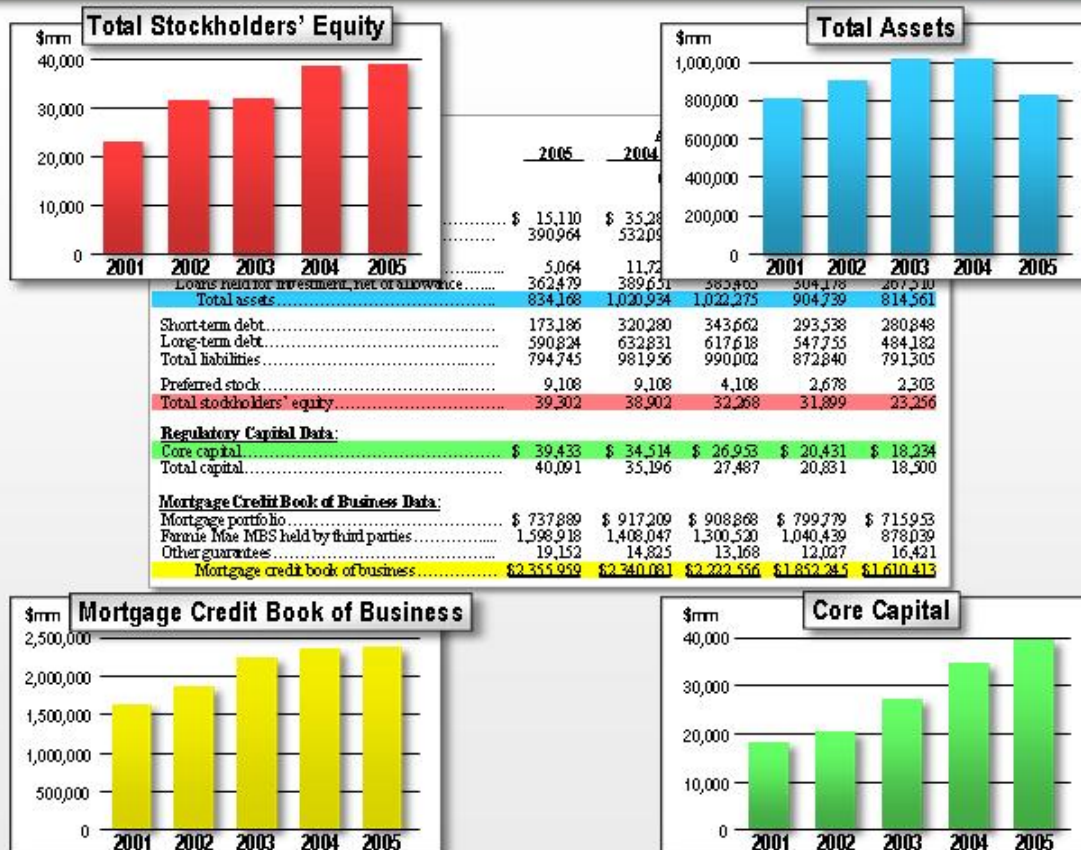 Total Stockholders' Equity
$mm
40,000
30,000
20,000
10,000
0
2001 2002 2003 2004 2005
Total Assets
$mm
1,000,000
800,000
600,000
400,000
200,000
0
2001 2002 2003 2004 2005
2005 2004
$ 15,110 $ 35,28
390,964 532,09
5,064 11,72
Loans held for investment, net of allowance 362,479 389,651 385,465 304,178 267,510
Total assets 834,168 1,020,934 1,022,275 904,739 814,561
Short-term debt 173,186 320,280 343,662 293,538 280,848
Long-term debt 590,824 632,831 617,618 547,755 484,182
Total liabilities 794,745 981,956 990,002 872,840 791,305
Preferred stock 9,108 9,108 4,108 2,678 2,303
Total stockholders' equity 39,302 38,902 32,268 31,899 23,256
Regulatory Capital Data:
Core capital $ 39,433 $ 34,514 $ 26,953 $ 20,431 $ 18,234
Total capital 40,091 35,196 27,487 20,831 18,500
Mortgage Credit Book of Business Data:
Mortgage portfolio $ 737,889 $ 917,209 $ 908,868 $ 799,779 $ 715,953
Fannie Mae MBS held by third parties 1,598,918 1,408,047 1,300,520 1,040,439 878,039
Other guarantees 19,152 14,825 13,168 12,027 16,421
Mortgage credit book of business $2,355,959 $2,340,081 $2,222,556 $1,852,245 $1,610,413
Mortgage Credit Book of Business
$mm
2,500,000
2,000,000
1,500,000
1,000,000
500,000
0
2001 2002 2003 2004 2005
Core Capital
$mm
40,000
30,000
20,000
10,000
0
2001 2002 2003 2004 2005